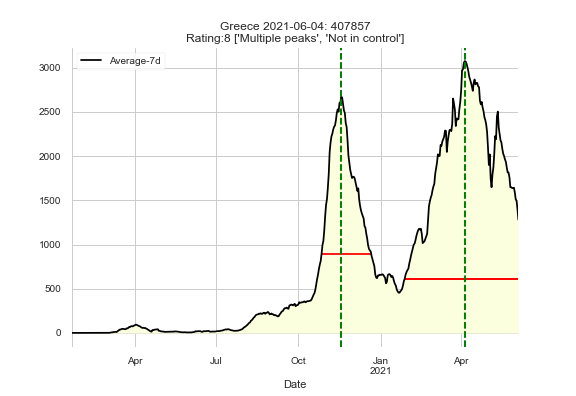 Greece 2021-06-04: 407857
Rating:8 ['Multiple peaks', 'Not in control']
Average-7d
3000
2500
2000
1500
1000
500
0
Apr
Jul
Oct
Jan
2021
Apr
Date